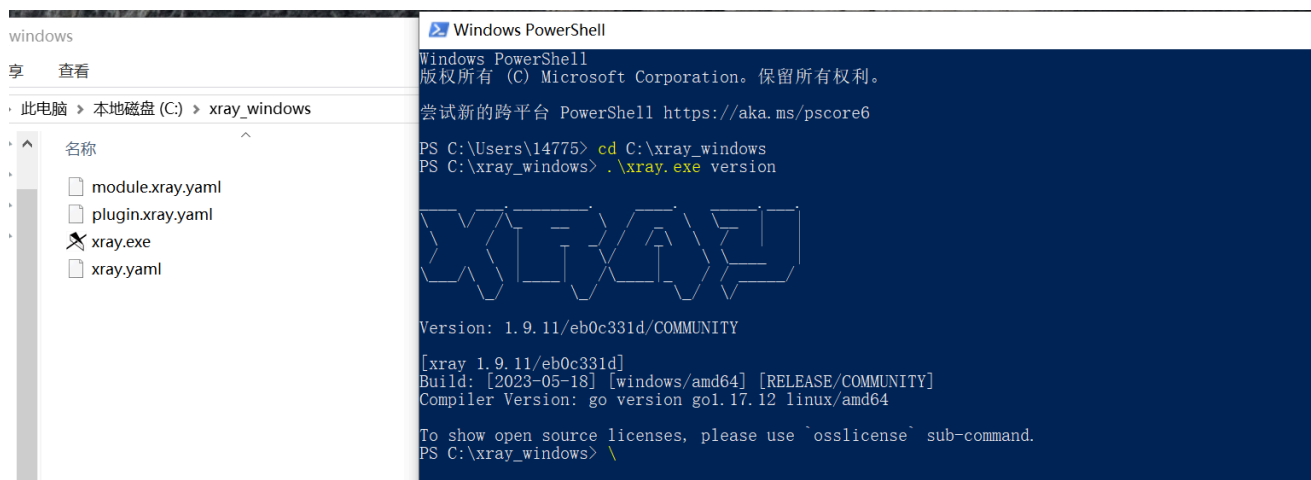 windows
享 查看
此电脑 > 本地磁盘 (C:) > xray_windows
名称
module.xray.yaml
plugin.xray.yaml
xray.exe
xray.yaml
Windows PowerShell
Windows PowerShell
版权所有 (C) Microsoft Corporation。保留所有权利。
尝试新的跨平台 PowerShell https://aka.ms/pscore6
PS C:\Users\14775> cd C:\xray_windows
PS C:\xray_windows> .\xray.exe version
XRAY
Version: 1.9.11/eb0c331d/COMMUNITY
[xray 1.9.11/eb0c331d]
Build: [2023-05-18] [windows/amd64] [RELEASE/COMMUNITY]
Compiler Version: go version go1.17.12 linux/amd64
To show open source licenses, please use `osslicense` sub-command.
PS C:\xray_windows> \